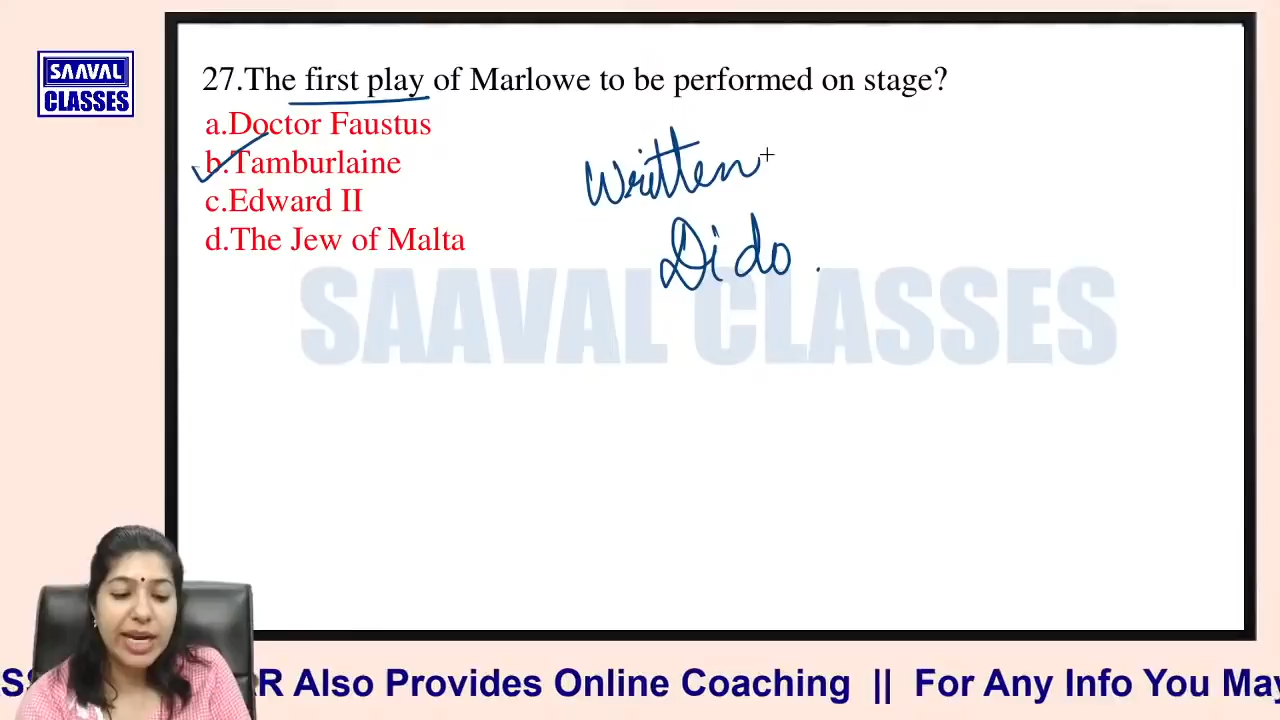 SAAVAL
CLASSES
27.The first play of Marlowe to be performed on stage?
a.Doctor Faustus
b.Tamburlaine
c.Edward II
d.The Jew of Malta
Written
Dido.
SAAVAL CLASSES
R Also Provides Online Coaching || For Any Info You May